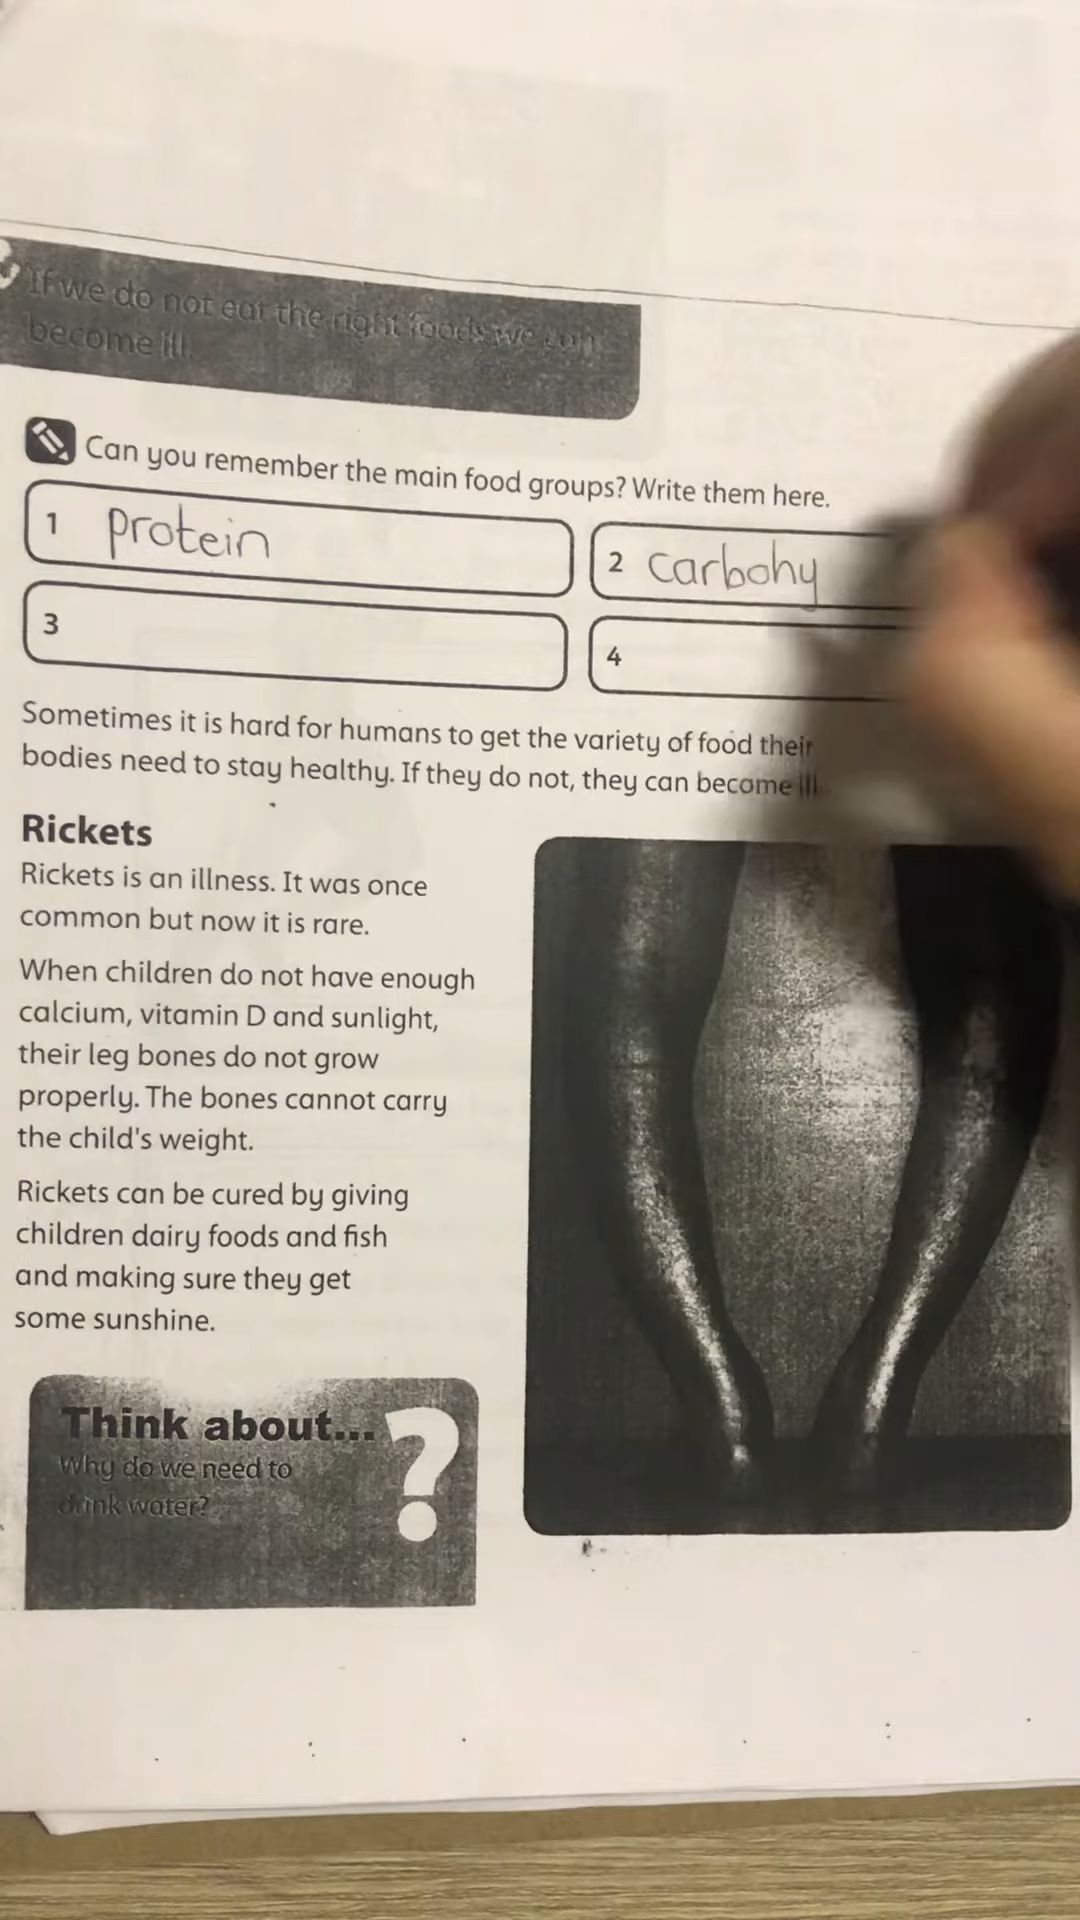 If we do not eat the right foods we can
become ill.
Can you remember the main food groups? Write them here.
1 protein
2 carbohy
3
4
Sometimes it is hard for humans to get the variety of food their
bodies need to stay healthy. If they do not, they can become ill
Rickets
Rickets is an illness. It was once
common but now it is rare.
When children do not have enough
calcium, vitamin D and sunlight,
their leg bones do not grow
properly. The bones cannot carry
the child's weight.
Rickets can be cured by giving
children dairy foods and fish
and making sure they get
some sunshine.
Think about...
?
Why do we need to
drink water?